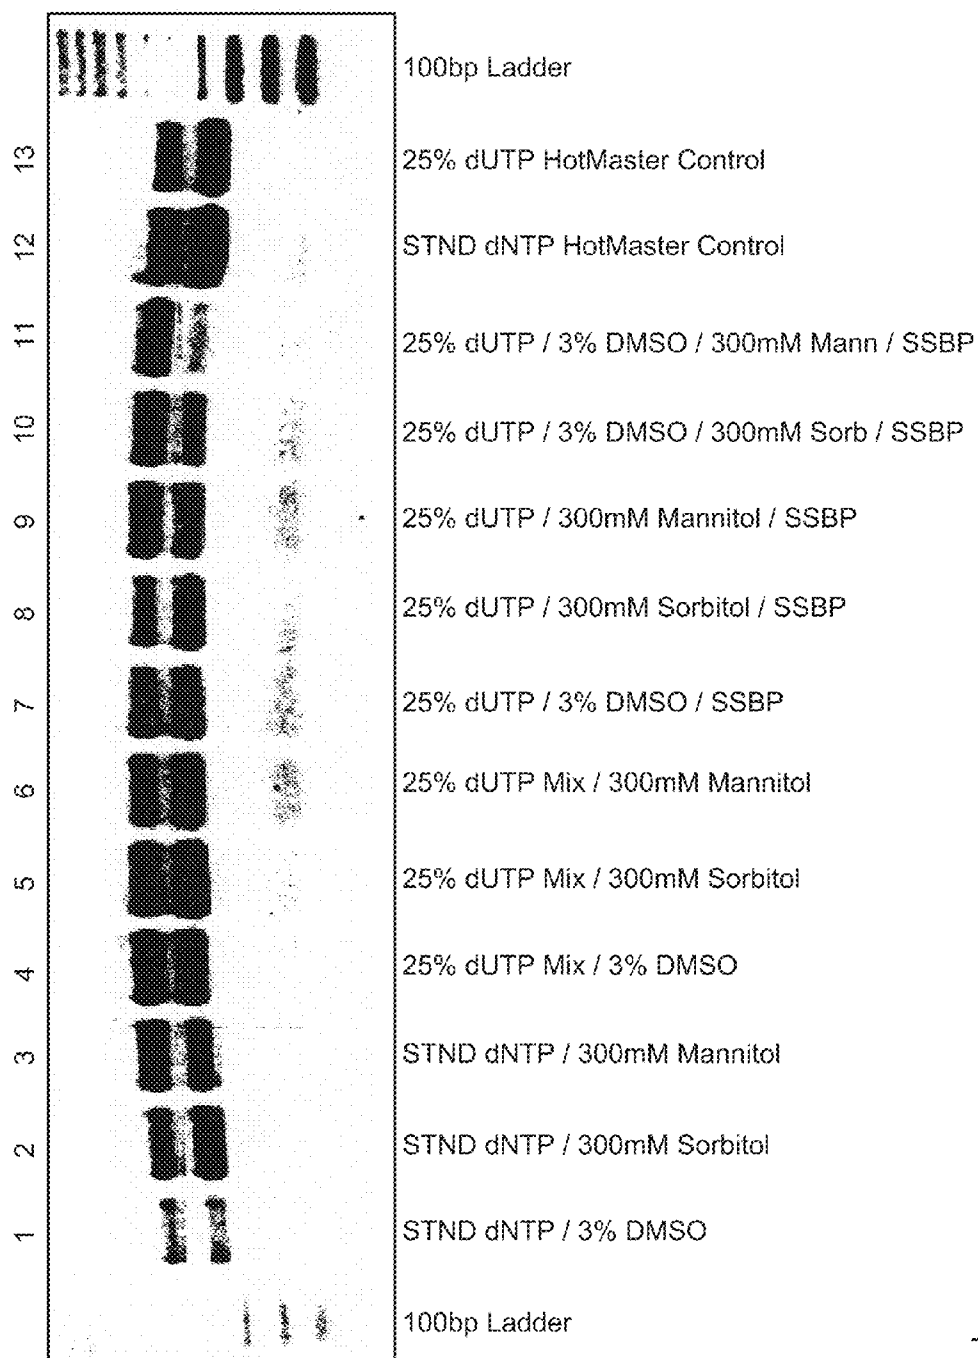 100bp Ladder
13 25% dUTP HotMaster Control
12 STND dNTP HotMaster Control
11 25% dUTP / 3% DMSO / 300mM Mann / SSBP
10 25% dUTP / 3% DMSO / 300mM Sorb / SSBP
9 25% dUTP / 300mM Mannitol / SSBP
8 25% dUTP / 300mM Sorbitol / SSBP
7 25% dUTP / 3% DMSO / SSBP
6 25% dUTP Mix / 300mM Mannitol
5 25% dUTP Mix / 300mM Sorbitol
4 25% dUTP Mix / 3% DMSO
3 STND dNTP / 300mM Mannitol
2 STND dNTP / 300mM Sorbitol
1 STND dNTP / 3% DMSO
100bp Ladder